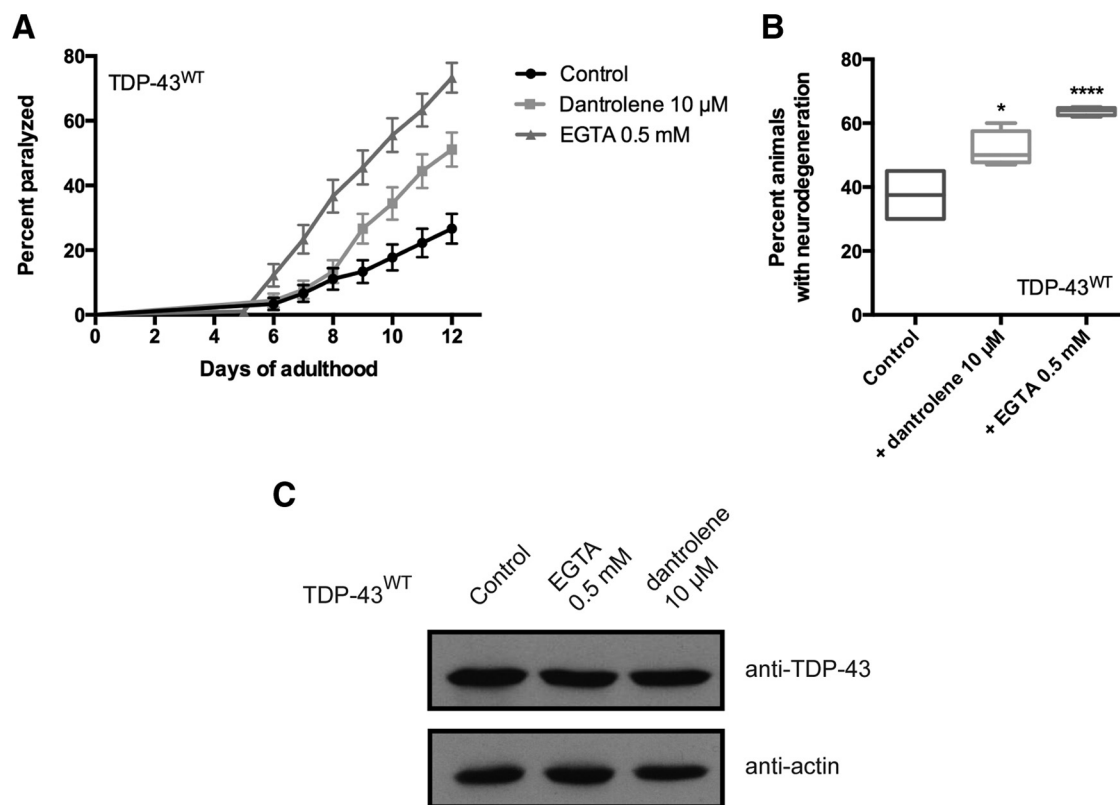 A
TDP-43WT
Percent paralyzed
80
60
40
20
0
0 2 4 6 8 10 12
Days of adulthood
Control
Dantrolene 10 µM
EGTA 0.5 mM
B
Percent animals
with neurodegeneration
80
60
40
20
0
*
****
TDP-43WT
Control
+ dantrolene 10 µM
+ EGTA 0.5 mM
C
TDP-43WT
Control
EGTA
0.5 mM
dantrolene
10 µM
anti-TDP-43
anti-actin